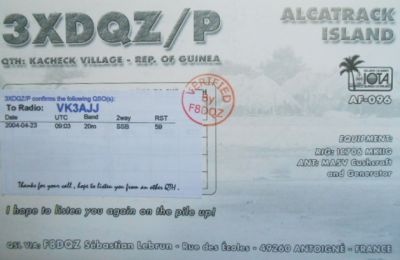 3XDQZ/P
ALCATRACK
ISLAND
QTH: KACHECK VILLAGE - REP. OF GUINEA
IOTA
AF-096
VERIFIED
By
F8DQZ
3XDQZ/P confirms the following QSO(s):
To Radio: VK3AJJ
Date UTC Band 2way RST
2004-04-23 09:03 20m SSB 59
EQUIPMENT:
RIG: IC706 MKIIG
ANT: MA5V Cushcraft
and Generator
Thanks for your call, hope to listen you from an other QTH.
I hope to listen you again on the pile up!
QSL VIA: F8DQZ Sébastien Lebrun - Rue des Écoles - 49260 ANTOIGNÉ - FRANCE